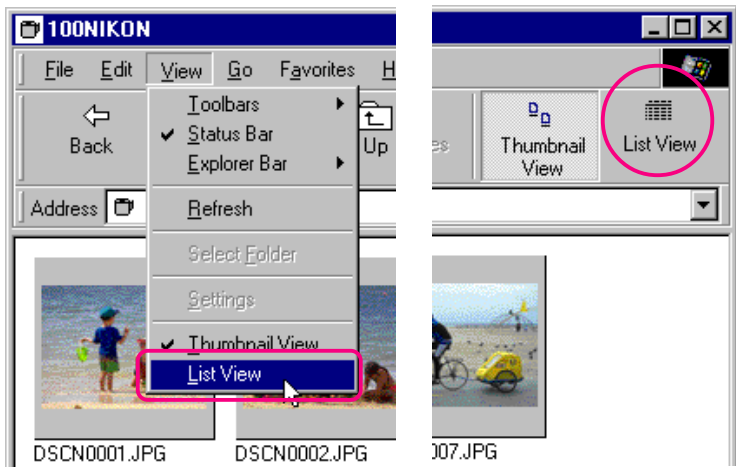 100NIKON
File Edit View Go Favorites H
Back
Up
Thumbnail View
List View
Address
Toolbars
Status Bar
Explorer Bar
Refresh
Select Folder
Settings
Thumbnail View
List View
DSCN0001.JPG
DSCN0002.JPG
007.JPG